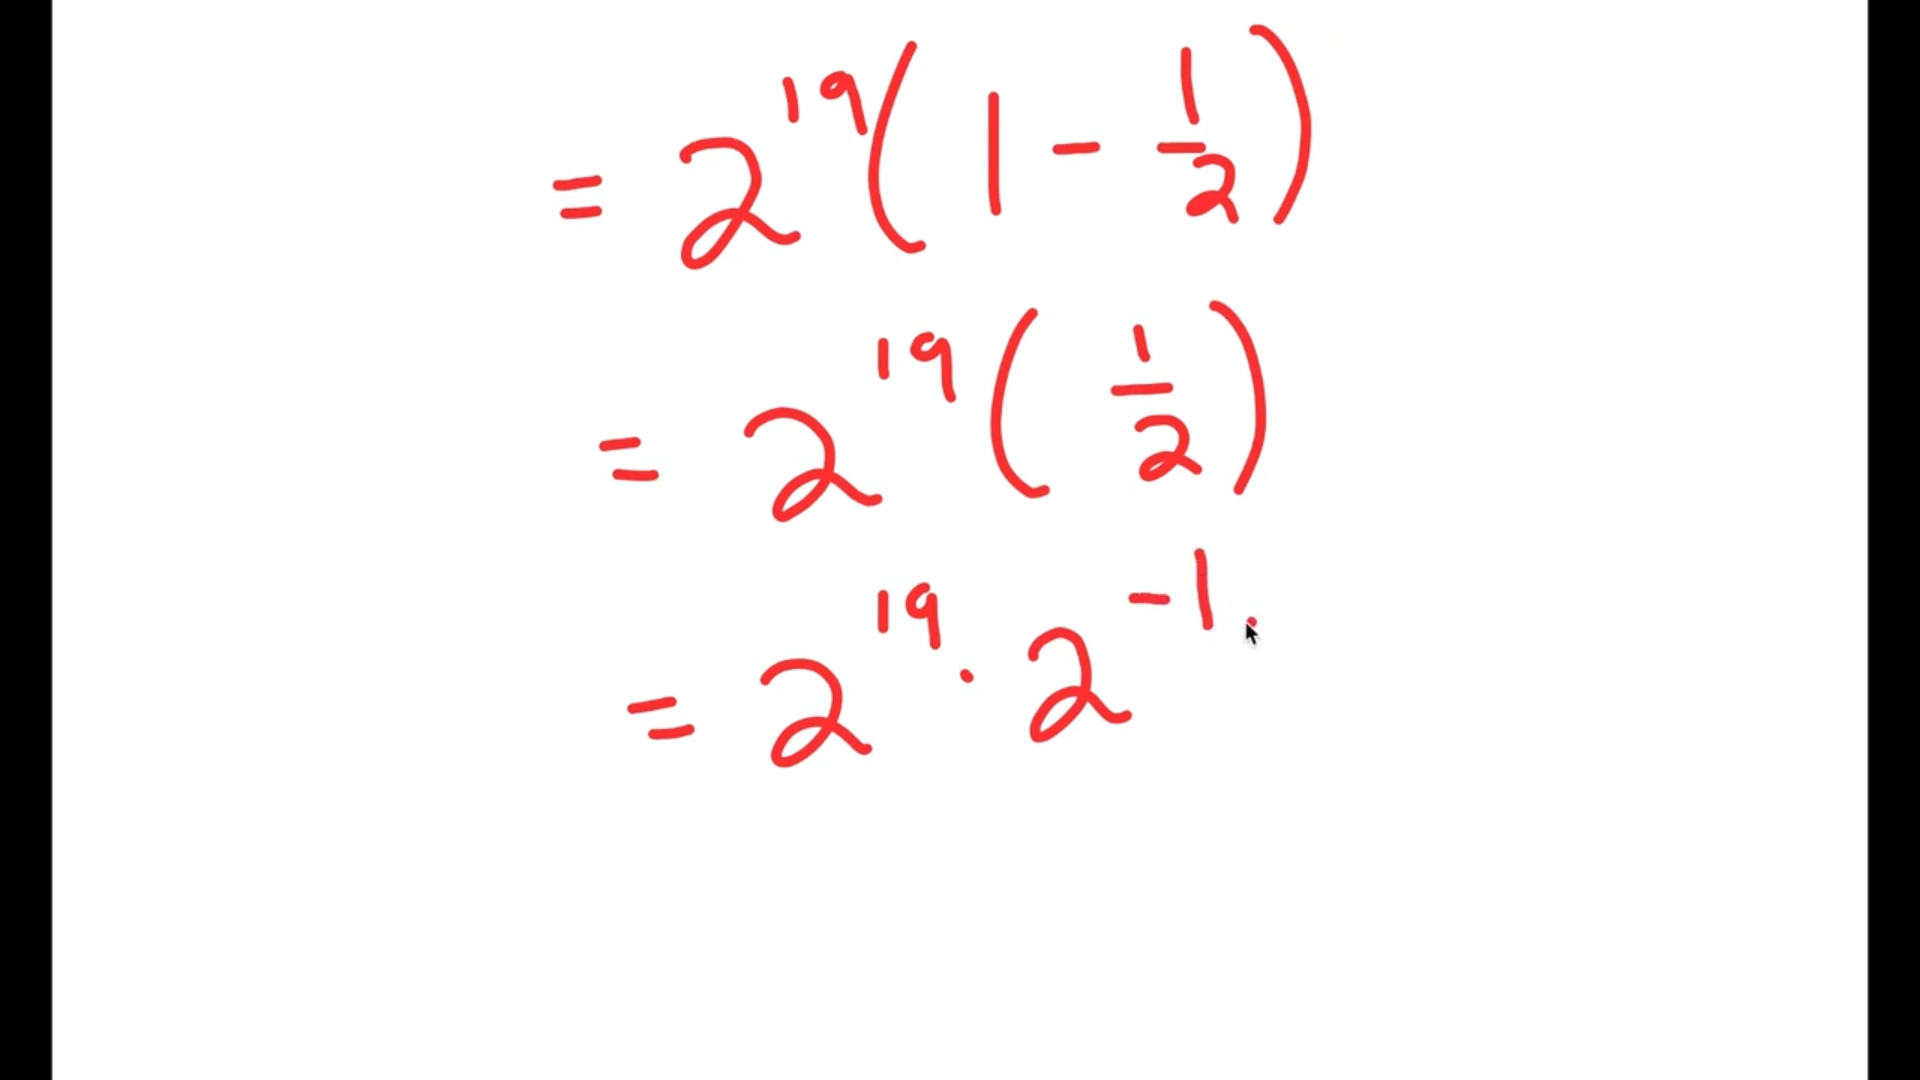 = 2^19 (1 - 1/2)
= 2^19 (1/2)
= 2^19 · 2^-1